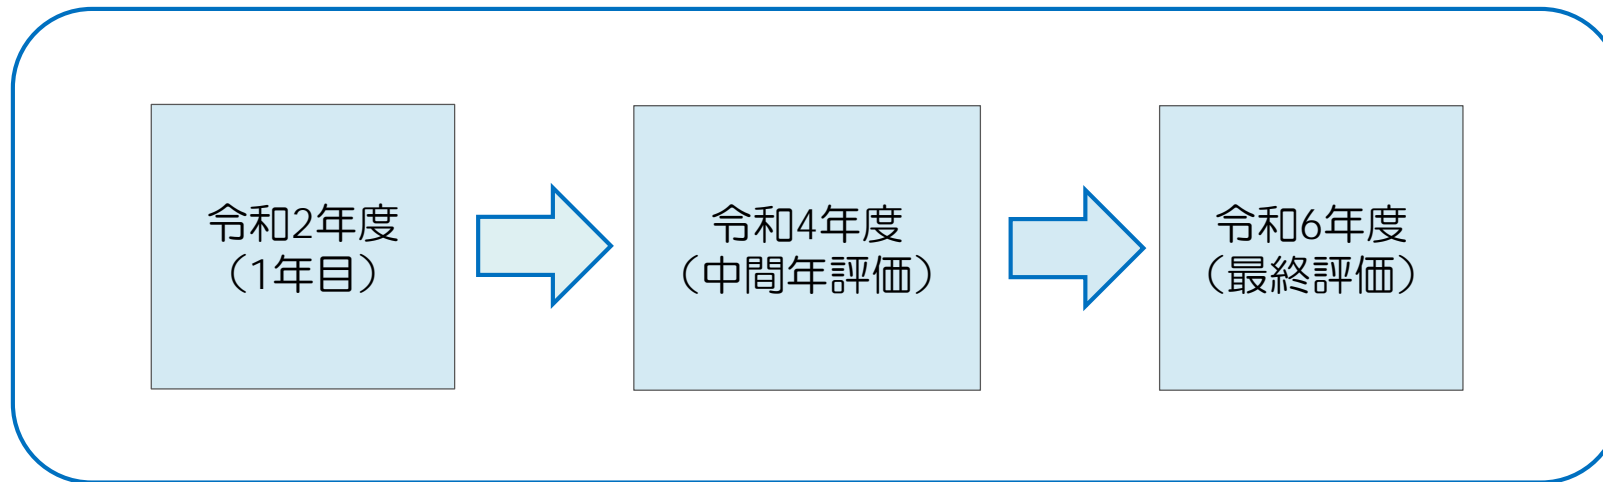 令和2年度
（1年目）
令和4年度
（中間年評価）
令和6年度
（最終評価）